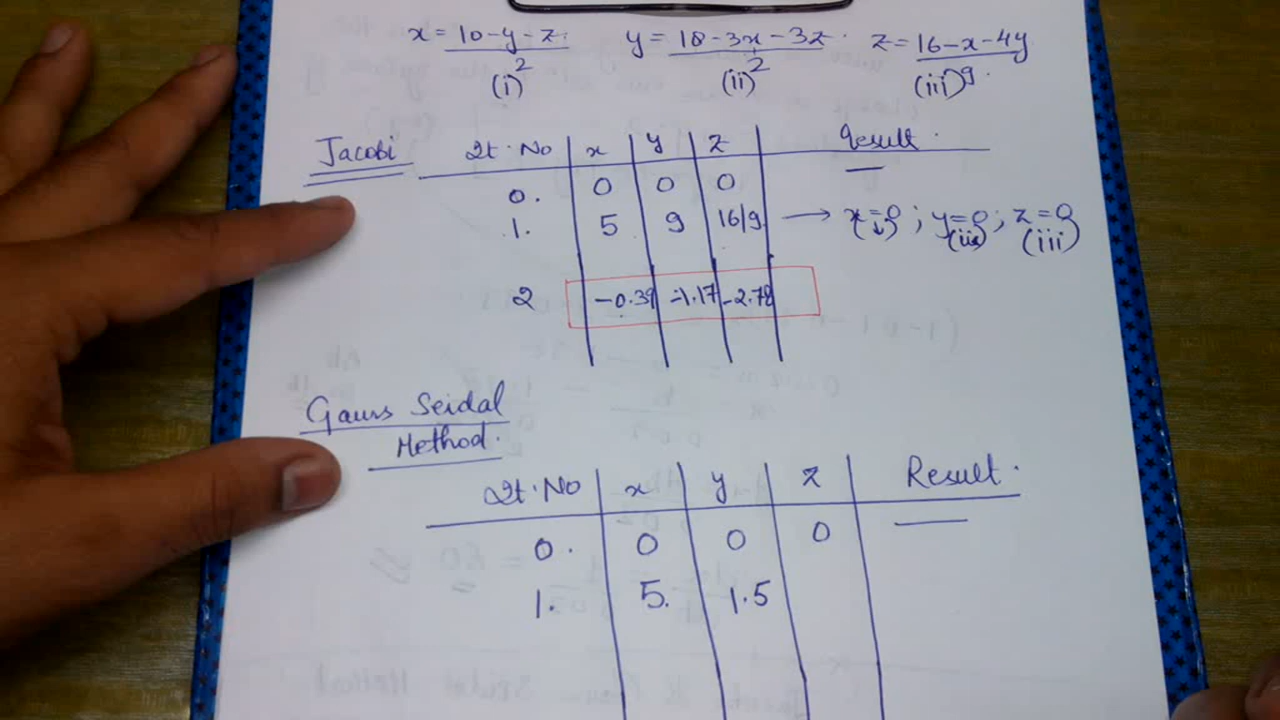 x = 10-y-z / 2 y = 18-3x-3z / 2 z = 16-x-4y / 9
(i) (ii) (iii)
Jacobi It. No x y z Result
0. 0 0 0 —
1. 5 9 16/9 → x=0 ; y=0 ; z=0
(i) (ii) (iii)
2 -0.39 -1.17 -2.78
Gauss Seidal
Method.
It. No x y z Result.
0. 0 0 0 —
1. 5. 1.5